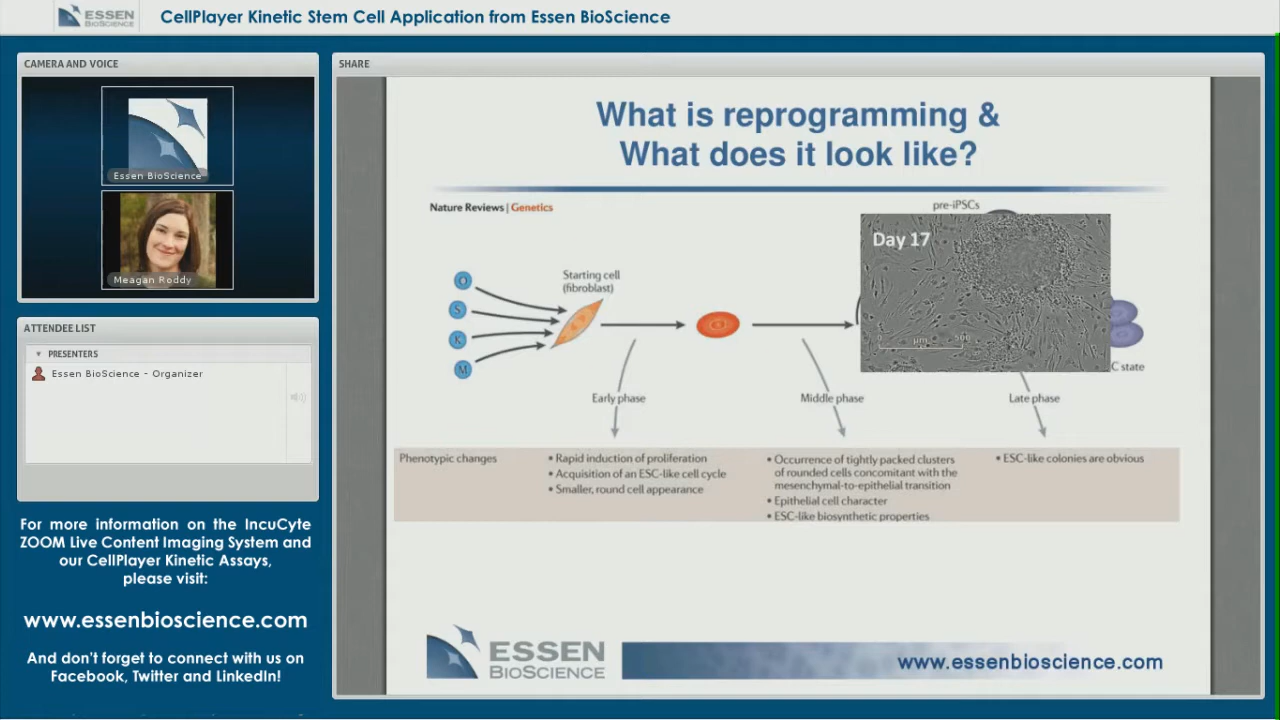 ESSEN
BIOSCIENCE
CellPlayer Kinetic Stem Cell Application from Essen BioScience
CAMERA AND VOICE
Essen BioScience
Meagan Roddy
ATTENDEE LIST
PRESENTERS
Essen BioScience - Organizer
For more information on the IncuCyte
ZOOM Live Content Imaging System and
our CellPlayer Kinetic Assays,
please visit:
www.essenbioscience.com
And don't forget to connect with us on
Facebook, Twitter and LinkedIn!
SHARE
What is reprogramming &
What does it look like?
Nature Reviews | Genetics
pre-iPSCs
Day 17
O
S
K
M
Starting cell
(fibroblast)
0 µm 500
C state
Early phase
Middle phase
Late phase
Phenotypic changes
• Rapid induction of proliferation
• Acquisition of an ESC-like cell cycle
• Smaller, round cell appearance
• Occurrence of tightly packed clusters
of rounded cells concomitant with the
mesenchymal-to-epithelial transition
• Epithelial cell character
• ESC-like biosynthetic properties
• ESC-like colonies are obvious
ESSEN
BIOSCIENCE
www.essenbioscience.com